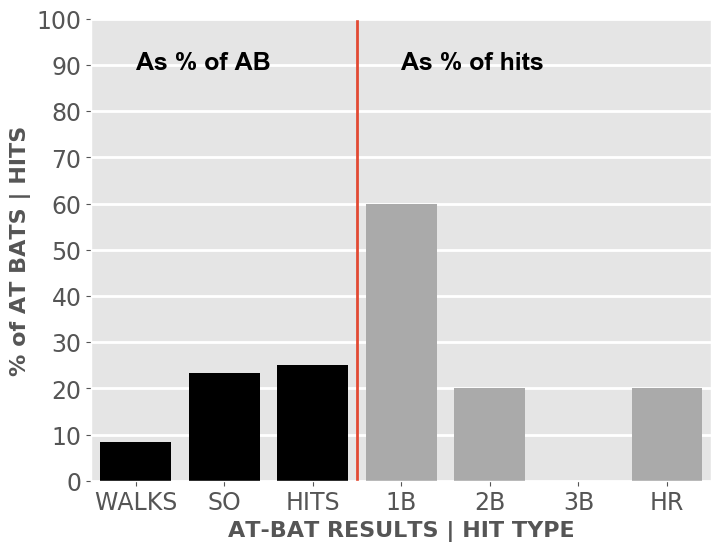 As % of AB
As % of hits
100
90
80
70
60
50
40
30
20
10
0
% of AT BATS | HITS
WALKS SO HITS 1B 2B 3B HR
AT-BAT RESULTS | HIT TYPE